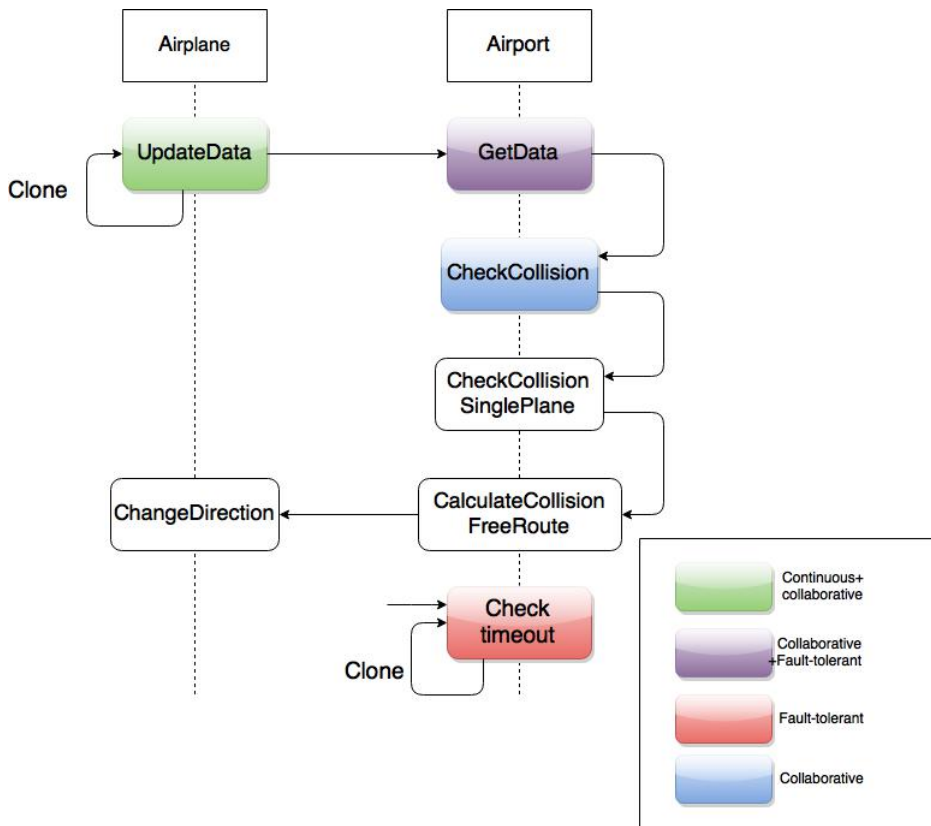 Airplane
Airport
UpdateData
GetData
Clone
CheckCollision
CheckCollision
SinglePlane
ChangeDirection
CalculateCollision
FreeRoute
Check
timeout
Clone
Continuous+
collaborative
Collaborative
+Fault-tolerant
Fault-tolerant
Collaborative